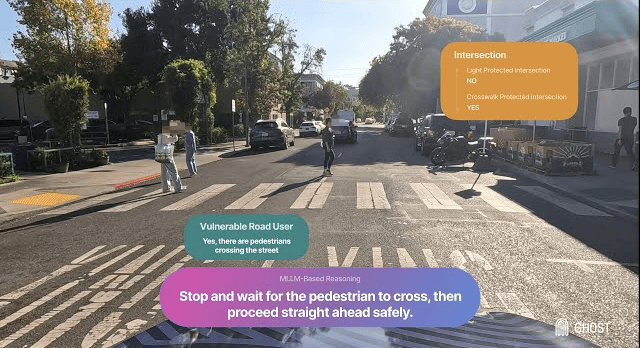 Intersection
Light Protected Intersection
NO
Crosswalk Protected Intersection
YES
Vulnerable Road User
Yes, there are pedestrians
crossing the street
MLLM-Based Reasoning
Stop and wait for the pedestrian to cross, then
proceed straight ahead safely.
GHOST